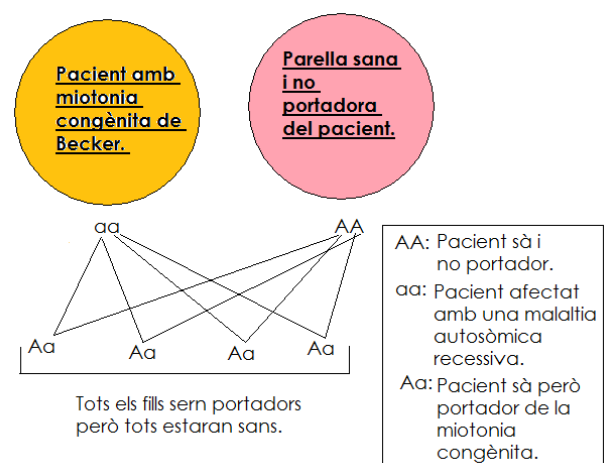 Pacient amb
miotonia
congènita de
Becker.
Parella sana
i no
portadora
del pacient.
aa
AA
Aa
Aa
Aa
Aa
Tots els fills sern portadors
però tots estaran sans.
AA: Pacient sà i
no portador.
aa: Pacient afectat
amb una malaltia
autosòmica
recessiva.
Aa: Pacient sà però
portador de la
miotonia
congènita.